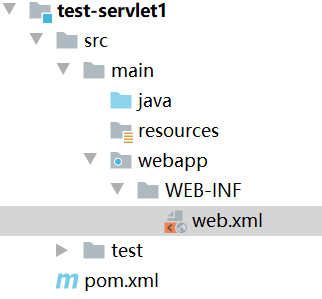 test-servlet1
src
main
java
resources
webapp
WEB-INF
web.xml
test
pom.xml